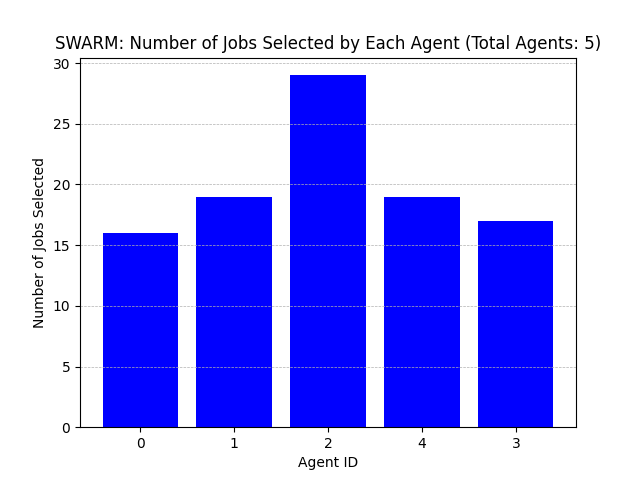 SWARM: Number of Jobs Selected by Each Agent (Total Agents: 5)
Number of Jobs Selected
30
25
20
15
10
5
0
0 1 2 4 3
Agent ID